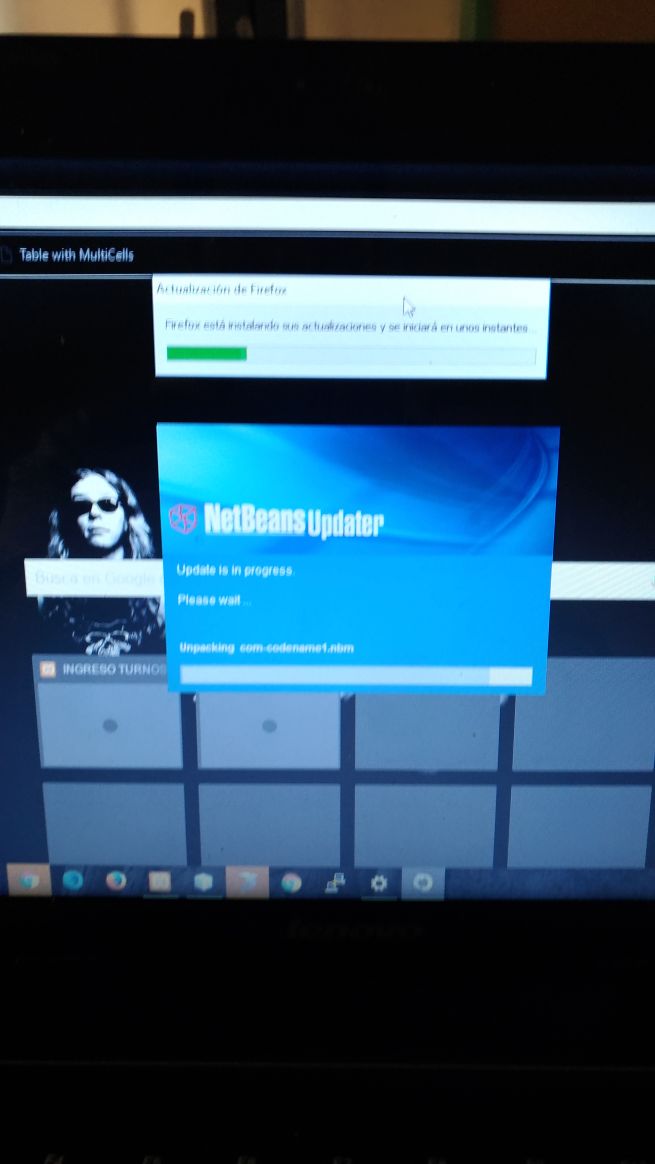 Table with MultiCells
Actualización de Firefox
Firefox está instalando sus actualizaciones y se iniciará en unos instantes...
NetBeans Updater
Update is in progress.
Please wait ...
Busca en Google
Unpacking com-codename1.nbm
INGRESO TURNOS
lenovo